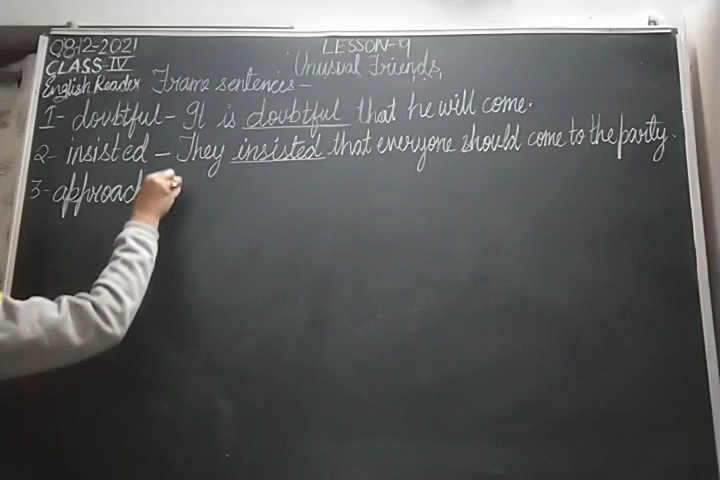 08-12-2021
LESSON-9
CLASS-IV
Unusual Friends
English Reader Frame sentences-
1- doubtful - It is doubtful that he will come.
2- insisted - They insisted that everyone should come to the party.
3- approach